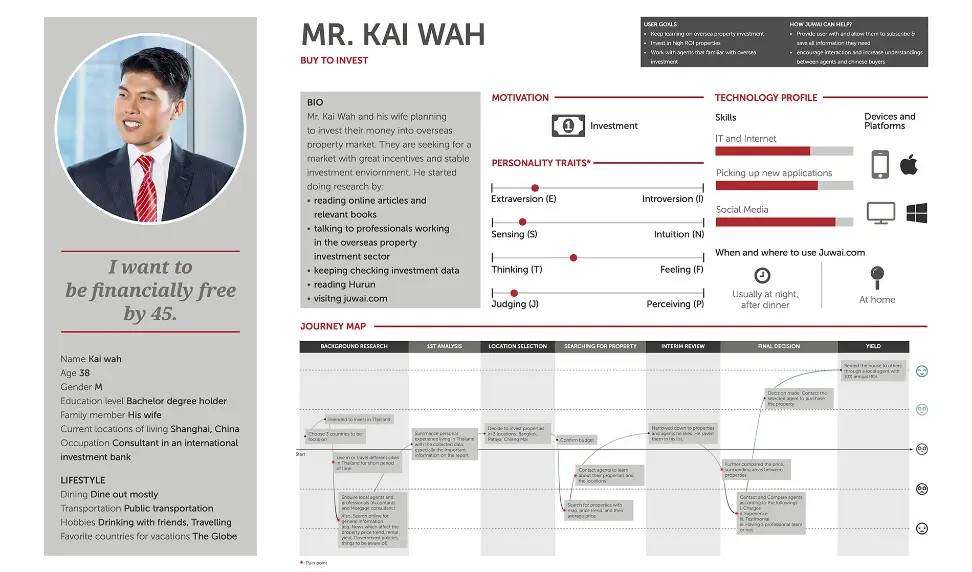 MR. KAI WAH
BUY TO INVEST
USER GOALS
• Keep learning on oversea property investment
• Invest in high ROI properties
• Work with agents that familiar with oversea
investment
HOW JUWAI CAN HELP?
• Provide user with and allow them to subscribe &
save all information they need
• encourage interaction and increase understandings
between agents and chinese buyers
I want to
be financially free
by 45.
Name Kai wah
Age 38
Gender M
Education level Bachelor degree holder
Family member His wife
Current locations of living Shanghai, China
Occupation Consultant in an international
investment bank
LIFESTYLE
Dining Dine out mostly
Transportation Public transportation
Hobbies Drinking with friends, Travelling
Favorite countries for vacations The Globe
BIO
Mr. Kai Wah and his wife planning
to invest their money into overseas
property market. They are seeking for a
market with great incentives and stable
investment enviornment. He started
doing research by:
• reading online articles and
relevant books
• talking to professionals working
in the overseas property
investment sector
• keeping checking investment data
• reading Hurun
• visitng juwai.com
MOTIVATION
1
Investment
PERSONALITY TRAITS*
Extraversion (E) Introversion (I)
Sensing (S) Intuition (N)
Thinking (T) Feeling (F)
Judging (J) Perceiving (P)
TECHNOLOGY PROFILE
Skills
IT and Internet
Picking up new applications
Social Media
Devices and
Platforms
When and where to use Juwai.com
Usually at night,
after dinner
At home
JOURNEY MAP
BACKGROUND RESEARCH
1ST ANALYSIS
LOCATION SELECTION
SEARCHING FOR PROPERTY
INTERIM REVIEW
FINAL DECISION
YIELD
Start
Choose 3 countries to be
focus on
Intended to invest in Thailand
Live in or travel different cities
in Thailand for short period
of time
Enquire local agents and
professionals (Accountants
and Morgage consultants)
Also, Search online for
general information
(e.g. News which affect the
property price trend, rental
yield, Government policies,
things to be aware of)
Summarize personal
experience living in Thailand
with the collected data,
especially the important
information on the report
Decide to invest properties
in 3 locations, Bangkok,
Pataya, Chiang Mai
Confirm budget
Contact agents to learn
about their properties and
the locations
Search for properties with
map, price trend, and their
average price
Narrowed down to properties
and agents he likes. He saved
them in his list.
Further compared the price,
surrounding areas between
properties
Contact and Compare agents
according to the followings
i. Charges
ii. Experience
iii. Testimonial
iv. Having a professional team
or not
Decision made. Contact the
selected agent to purchase
the property
Rented the house to others
through a local agent with
10% annual ROI
* Pain point